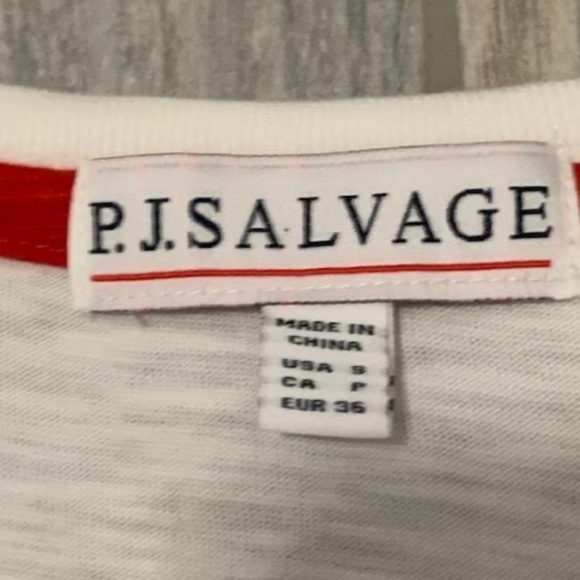 P.J.SALVAGE
MADE IN
CHINA
USA S
CA P
EUR 36